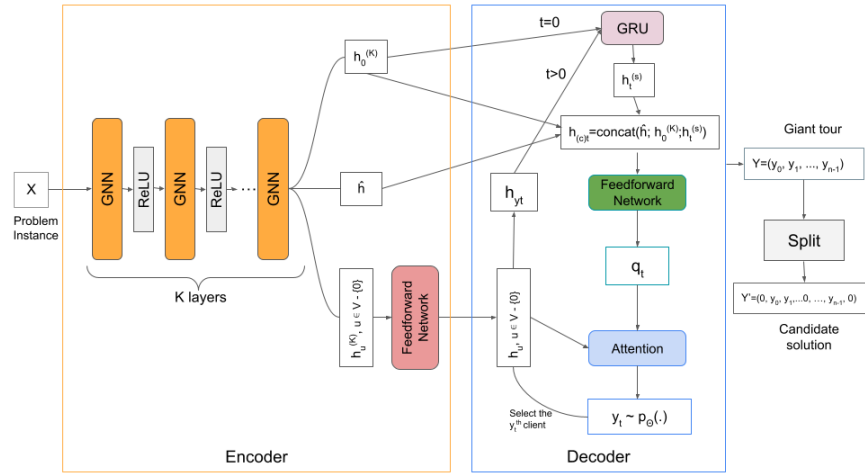 X
Problem
Instance
GNN
ReLU
GNN
ReLU
...
GNN
K layers
h₀⁽ᴷ⁾
ĥ
hᵤ⁽ᴷ⁾, u ∈ V - {0}
Feedforward
Network
Encoder
t=0
t>0
GRU
hₜ⁽ˢ⁾
h₍c₎ₜ=concat(ĥ; h₀⁽ᴷ⁾;hₜ⁽ˢ⁾)
Feedforward
Network
h_yt
qₜ
hᵤ, u ∈ V - {0}
Attention
Select the
yₜᵗʰ client
yₜ ~ p_Θ(.)
Decoder
Giant tour
Y=(y₀, y₁, ..., yₙ₋₁)
Split
Y'=(0, y₀, y₁,...0, ..., yₙ₋₁, 0)
Candidate
solution